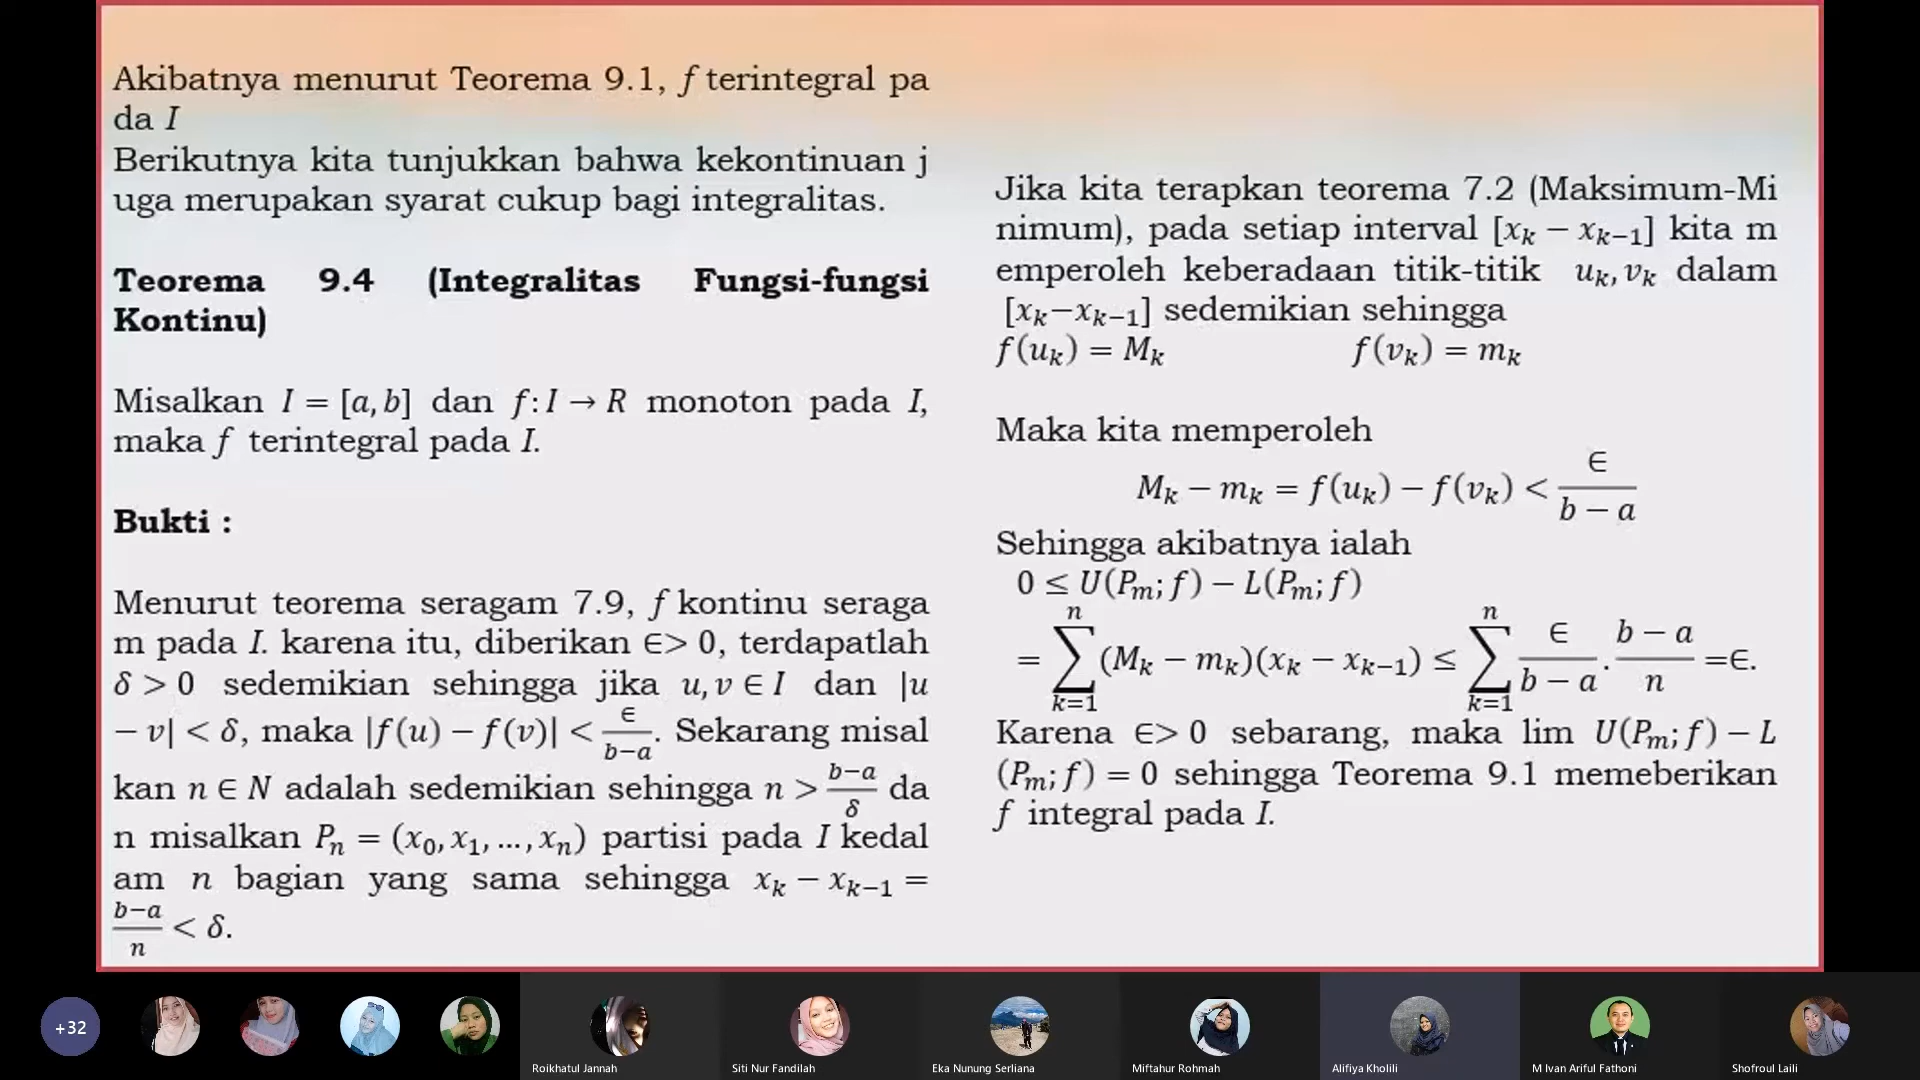 Akibatnya menurut Teorema 9.1, f terintegral pa
da I
Berikutnya kita tunjukkan bahwa kekontinuan j
uga merupakan syarat cukup bagi integralitas.
Teorema 9.4 (Integralitas Fungsi-fungsi
Kontinu)
Misalkan I = [a, b] dan f: I → R monoton pada I,
maka f terintegral pada I.
Bukti :
Menurut teorema seragam 7.9, f kontinu seraga
m pada I. karena itu, diberikan ∈> 0, terdapatlah
δ > 0 sedemikian sehingga jika u, v ∈ I dan |u
− v| < δ, maka |f(u) − f(v)| < ∈/(b−a). Sekarang misal
kan n ∈ N adalah sedemikian sehingga n > (b−a)/δ da
n misalkan Pₙ = (x₀, x₁, ..., xₙ) partisi pada I kedal
am n bagian yang sama sehingga xₖ − xₖ₋₁ =
(b−a)/n < δ.
Jika kita terapkan teorema 7.2 (Maksimum-Mi
nimum), pada setiap interval [xₖ − xₖ₋₁] kita m
emperoleh keberadaan titik-titik uₖ, vₖ dalam
[xₖ−xₖ₋₁] sedemikian sehingga
f(uₖ) = Mₖ f(vₖ) = mₖ
Maka kita memperoleh
Mₖ − mₖ = f(uₖ) − f(vₖ) < ∈/(b − a)
Sehingga akibatnya ialah
0 ≤ U(Pₘ; f) − L(Pₘ; f)
= ∑ₖ₌₁ⁿ (Mₖ − mₖ)(xₖ − xₖ₋₁) ≤ ∑ₖ₌₁ⁿ ∈/(b − a) . (b − a)/n =∈.
Karena ∈> 0 sebarang, maka lim U(Pₘ; f) − L
(Pₘ; f) = 0 sehingga Teorema 9.1 memeberikan
f integral pada I.
+32
Roikhatul Jannah
Siti Nur Fandilah
Eka Nunung Serliana
Miftahur Rohmah
Alifiya Kholili
M Ivan Ariful Fathoni
Shofroul Laili